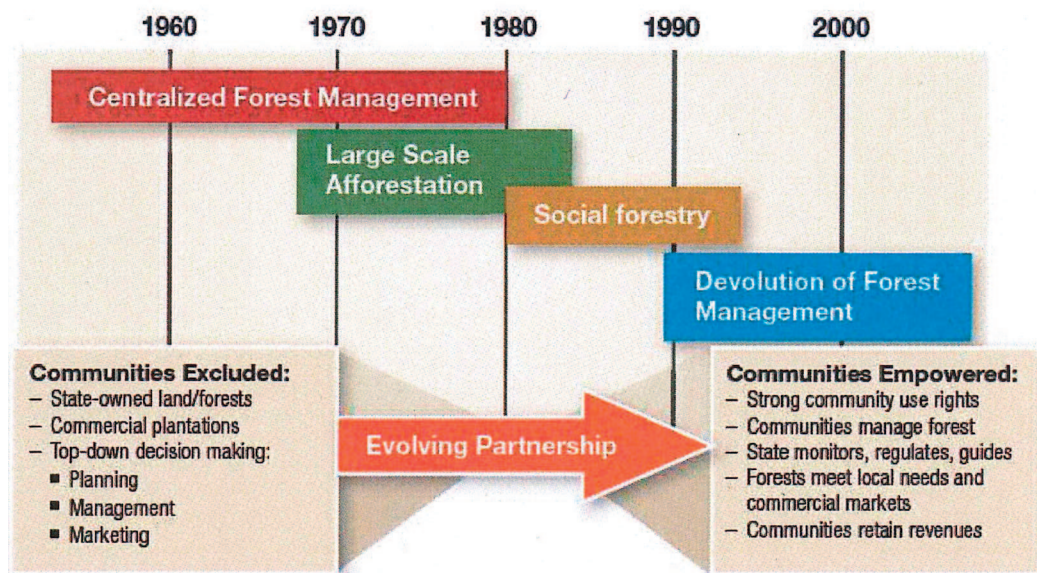 1960 1970 1980 1990 2000
Centralized Forest Management
Large Scale
Afforestation
Social forestry
Devolution of Forest
Management
Communities Excluded:
– State-owned land/forests
– Commercial plantations
– Top-down decision making:
■ Planning
■ Management
■ Marketing
Evolving Partnership
Communities Empowered:
– Strong community use rights
– Communities manage forest
– State monitors, regulates, guides
– Forests meet local needs and
commercial markets
– Communities retain revenues